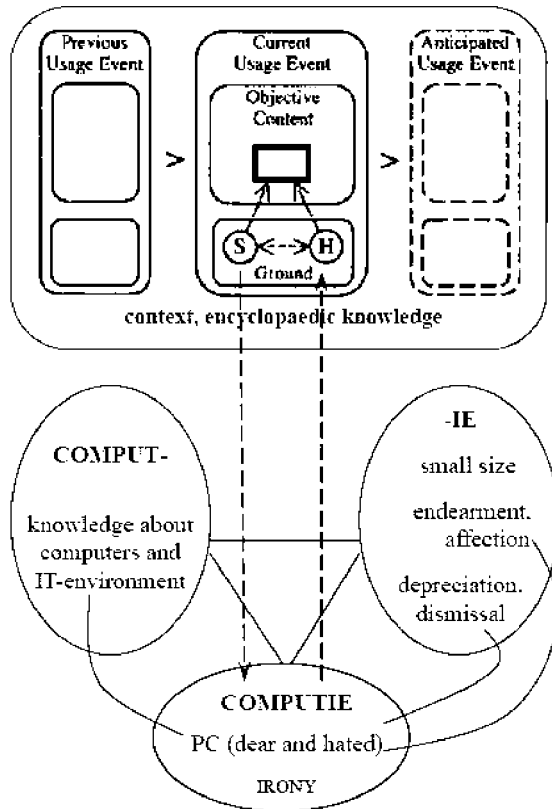 Previous
Usage Event
Current
Usage Event
Anticipated
Usage Event
Objective
Content
>
>
S
H
Ground
context, encyclopaedic knowledge
COMPUT-
knowledge about
computers and
IT-environment
-IE
small size
endearment,
affection
depreciation,
dismissal
COMPUTIE
PC (dear and hated)
IRONY